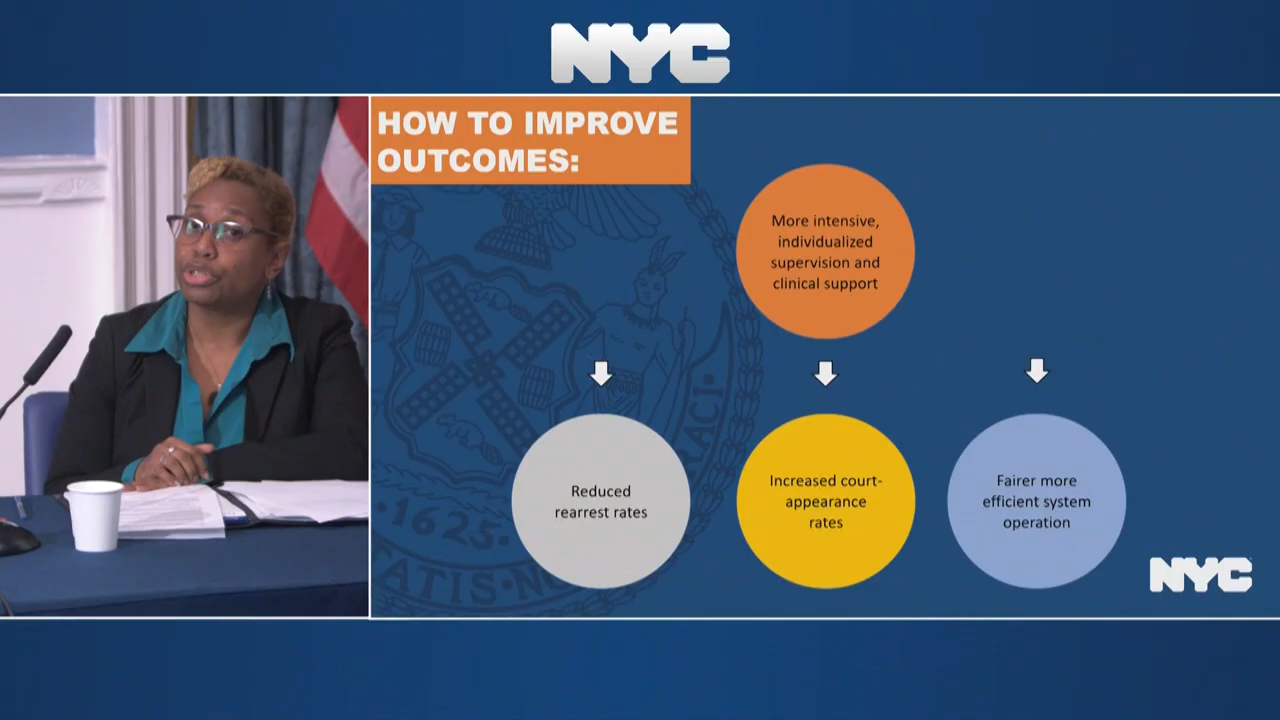 NYC
HOW TO IMPROVE
OUTCOMES:
More intensive,
individualized
supervision and
clinical support
Reduced
rearrest rates
Increased court-
appearance
rates
Fairer more
efficient system
operation
1625
NYC